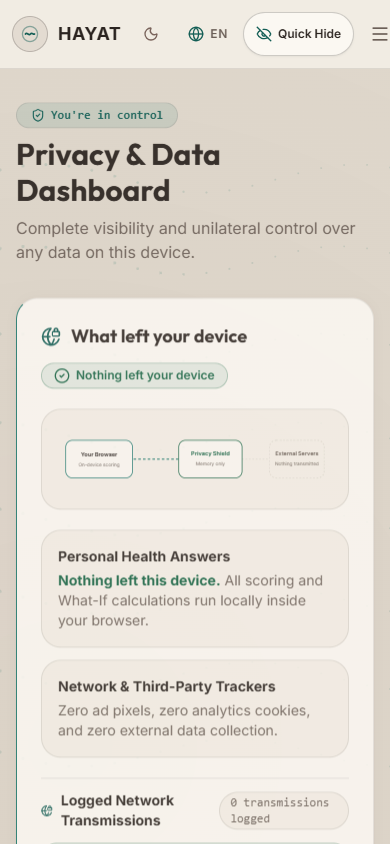 HAYAT
EN
Quick Hide
You're in control
Privacy & Data
Dashboard
Complete visibility and unilateral control over
any data on this device.
What left your device
Nothing left your device
Your Browser
On-device scoring
Privacy Shield
Memory only
External Servers
Nothing transmitted
Personal Health Answers
Nothing left this device. All scoring and
What-If calculations run locally inside
your browser.
Network & Third-Party Trackers
Zero ad pixels, zero analytics cookies,
and zero external data collection.
Logged Network
Transmissions
0 transmissions
logged